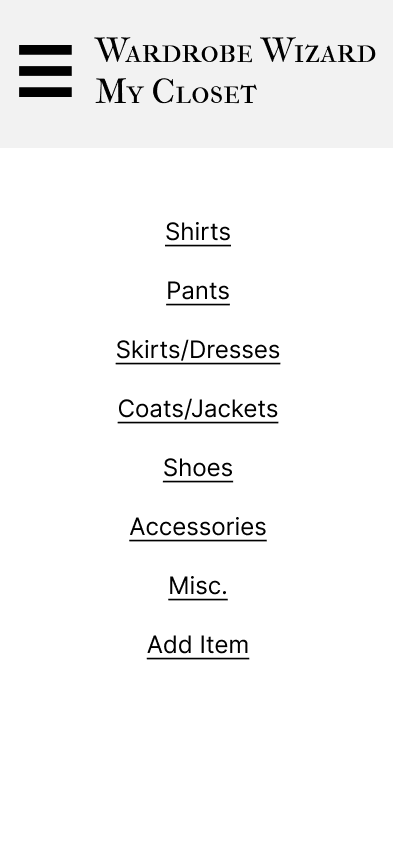 Wardrobe Wizard
My Closet
Shirts
Pants
Skirts/Dresses
Coats/Jackets
Shoes
Accessories
Misc.
Add Item